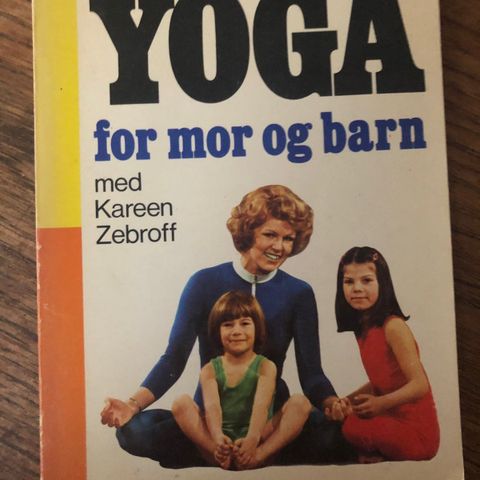 YOGA
for mor og barn
med
Kareen
Zebroff